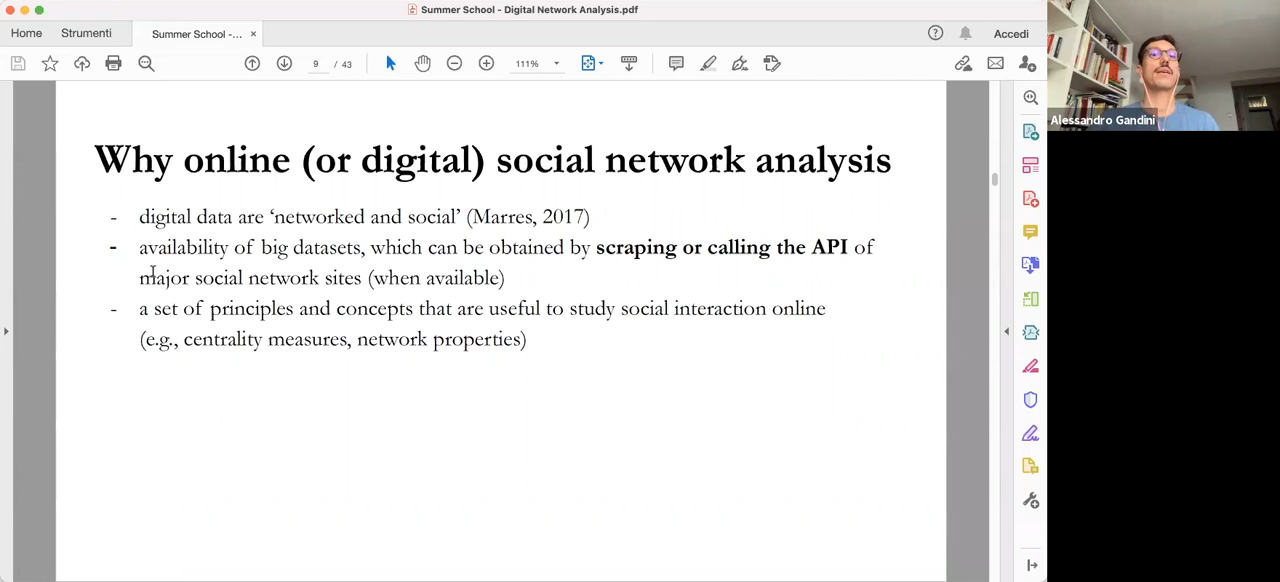 Summer School - Digital Network Analysis.pdf
Home Strumenti Summer School -... × Accedi
9 / 43 111%
Alessandro Gandini
Why online (or digital) social network analysis
- digital data are ‘networked and social’ (Marres, 2017)
- availability of big datasets, which can be obtained by scraping or calling the API of
major social network sites (when available)
- a set of principles and concepts that are useful to study social interaction online
(e.g., centrality measures, network properties)